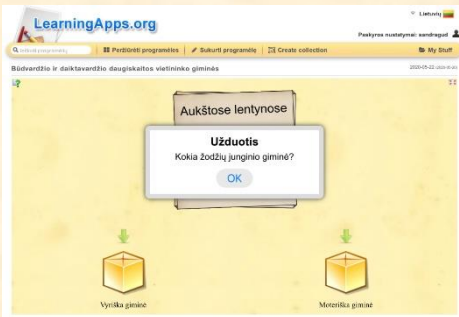 LearningApps.org
Lietuvių
Paskyros nustatymai: sandragud
Peržiūrėti programėles
Sukurti programėlę
Create collection
My Stuff
Būdvardžio ir daiktavardžio daugiskaitos vietininko giminės
Aukštose lentynose
Užduotis
Kokia žodžių junginio giminė?
OK
Vyriška giminė
Moteriška giminė